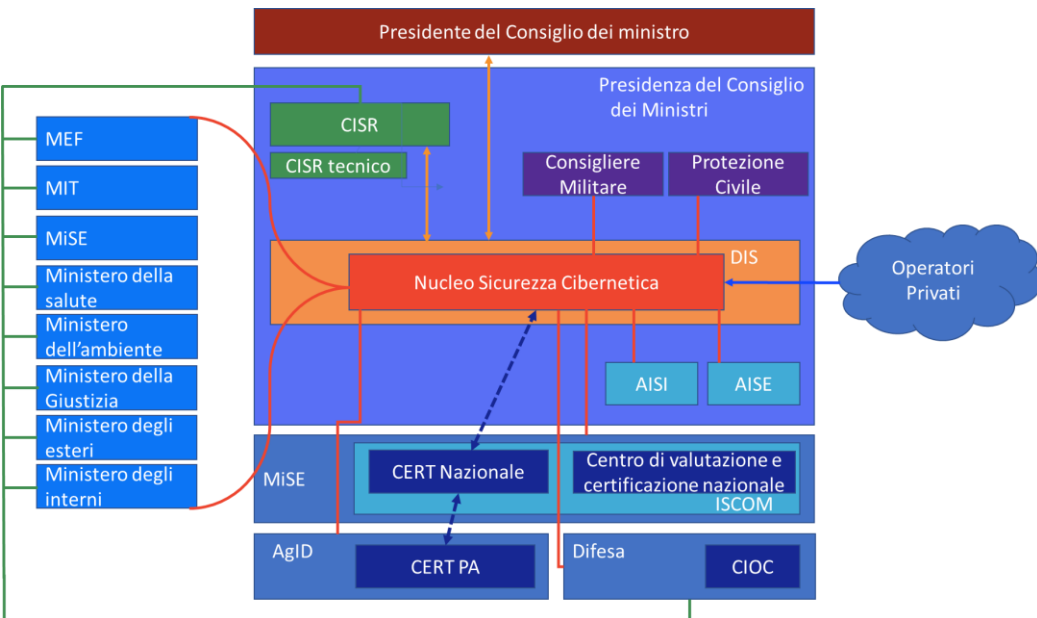 Presidente del Consiglio dei ministro
Presidenza del Consiglio
dei Ministri
CISR
CISR tecnico
Consigliere
Militare
Protezione
Civile
MEF
MIT
MiSE
Ministero della
salute
Ministero
dell'ambiente
Ministero della
Giustizia
Ministero degli
esteri
Ministero degli
interni
DIS
Nucleo Sicurezza Cibernetica
Operatori
Privati
AISI
AISE
MiSE
CERT Nazionale
Centro di valutazione e
certificazione nazionale
ISCOM
AgID
CERT PA
Difesa
CIOC